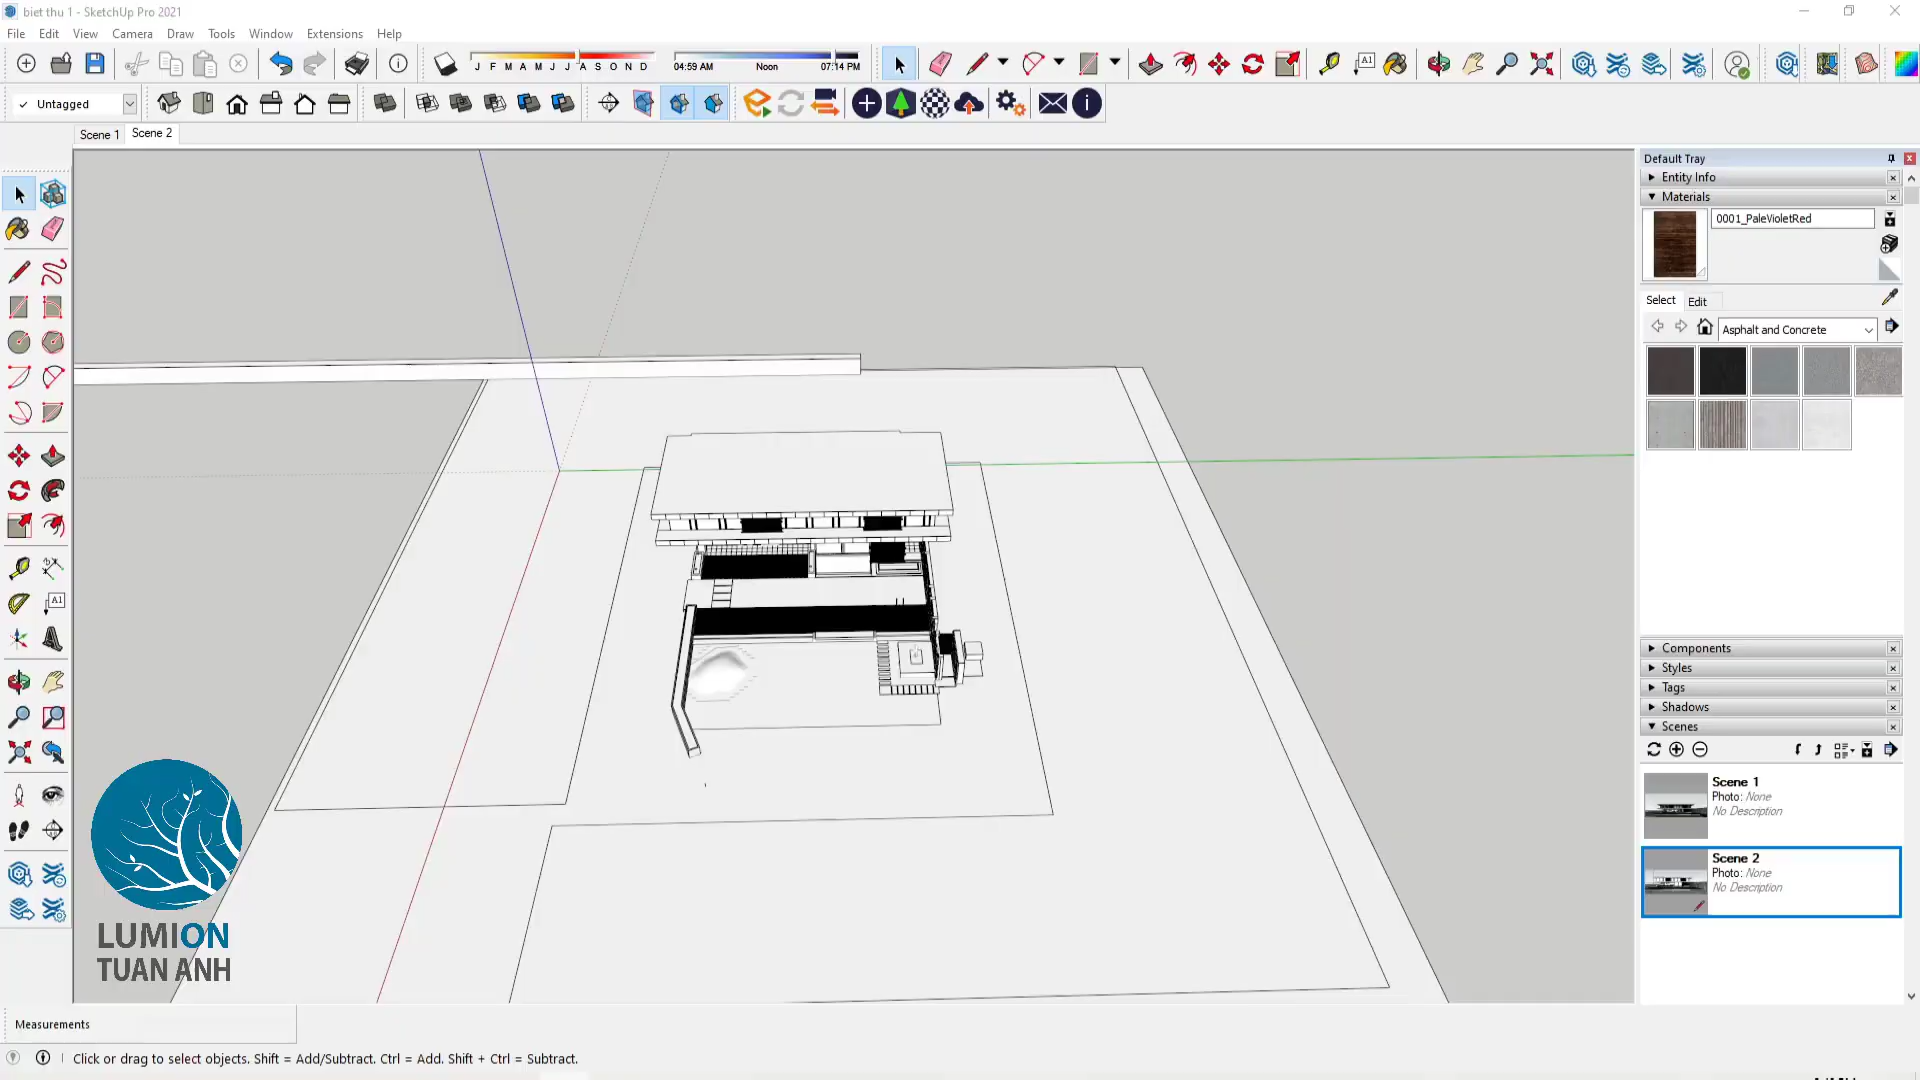 biet thu 1 - SketchUp Pro 2021
File Edit View Camera Draw Tools Window Extensions Help
J F M A M J J A S O N D
04:59 AM Noon 07:14 PM
A1
✓ Untagged
Scene 1 Scene 2
Default Tray
Entity Info
Materials
0001_PaleVioletRed
Select Edit
Asphalt and Concrete
A1
Components
Styles
Tags
Shadows
Scenes
Scene 1
Photo: None
No Description
Scene 2
Photo: None
No Description
LUMION
TUAN ANH
Measurements
Click or drag to select objects. Shift = Add/Subtract. Ctrl = Add. Shift + Ctrl = Subtract.